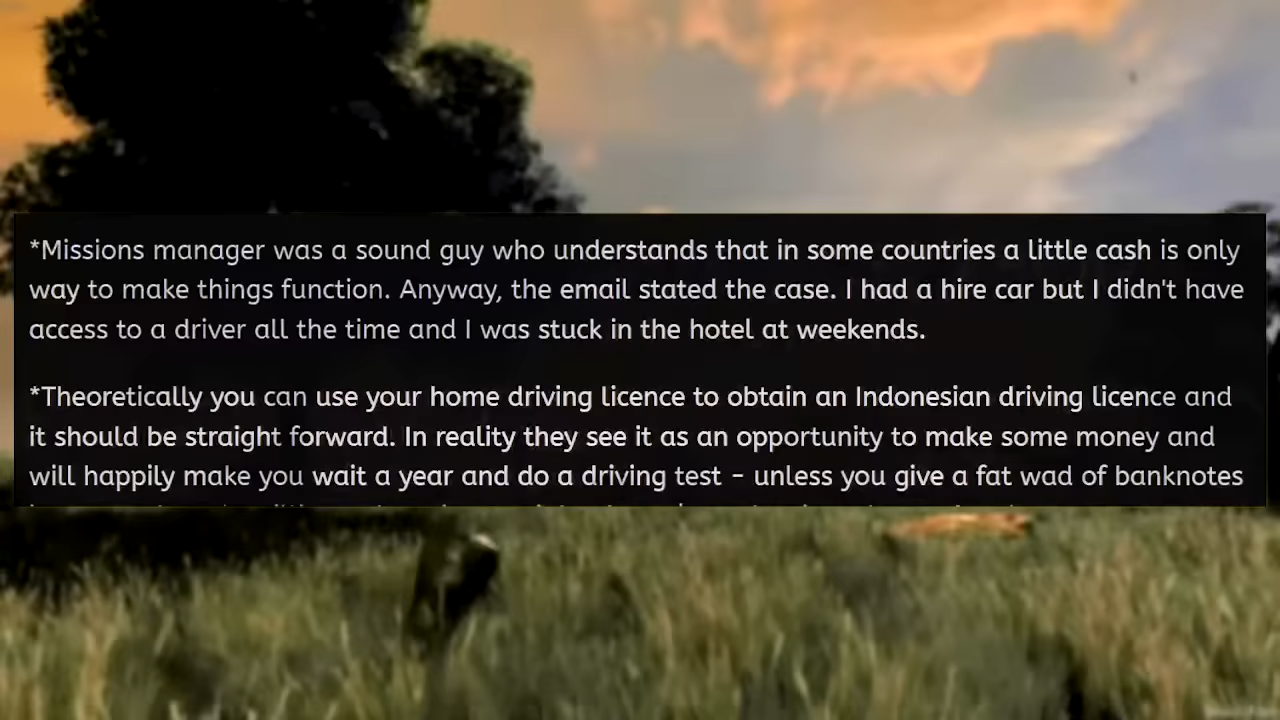 *Missions manager was a sound guy who understands that in some countries a little cash is only
way to make things function. Anyway, the email stated the case. I had a hire car but I didn't have
access to a driver all the time and I was stuck in the hotel at weekends.
*Theoretically you can use your home driving licence to obtain an Indonesian driving licence and
it should be straight forward. In reality they see it as an opportunity to make some money and
will happily make you wait a year and do a driving test - unless you give a fat wad of banknotes